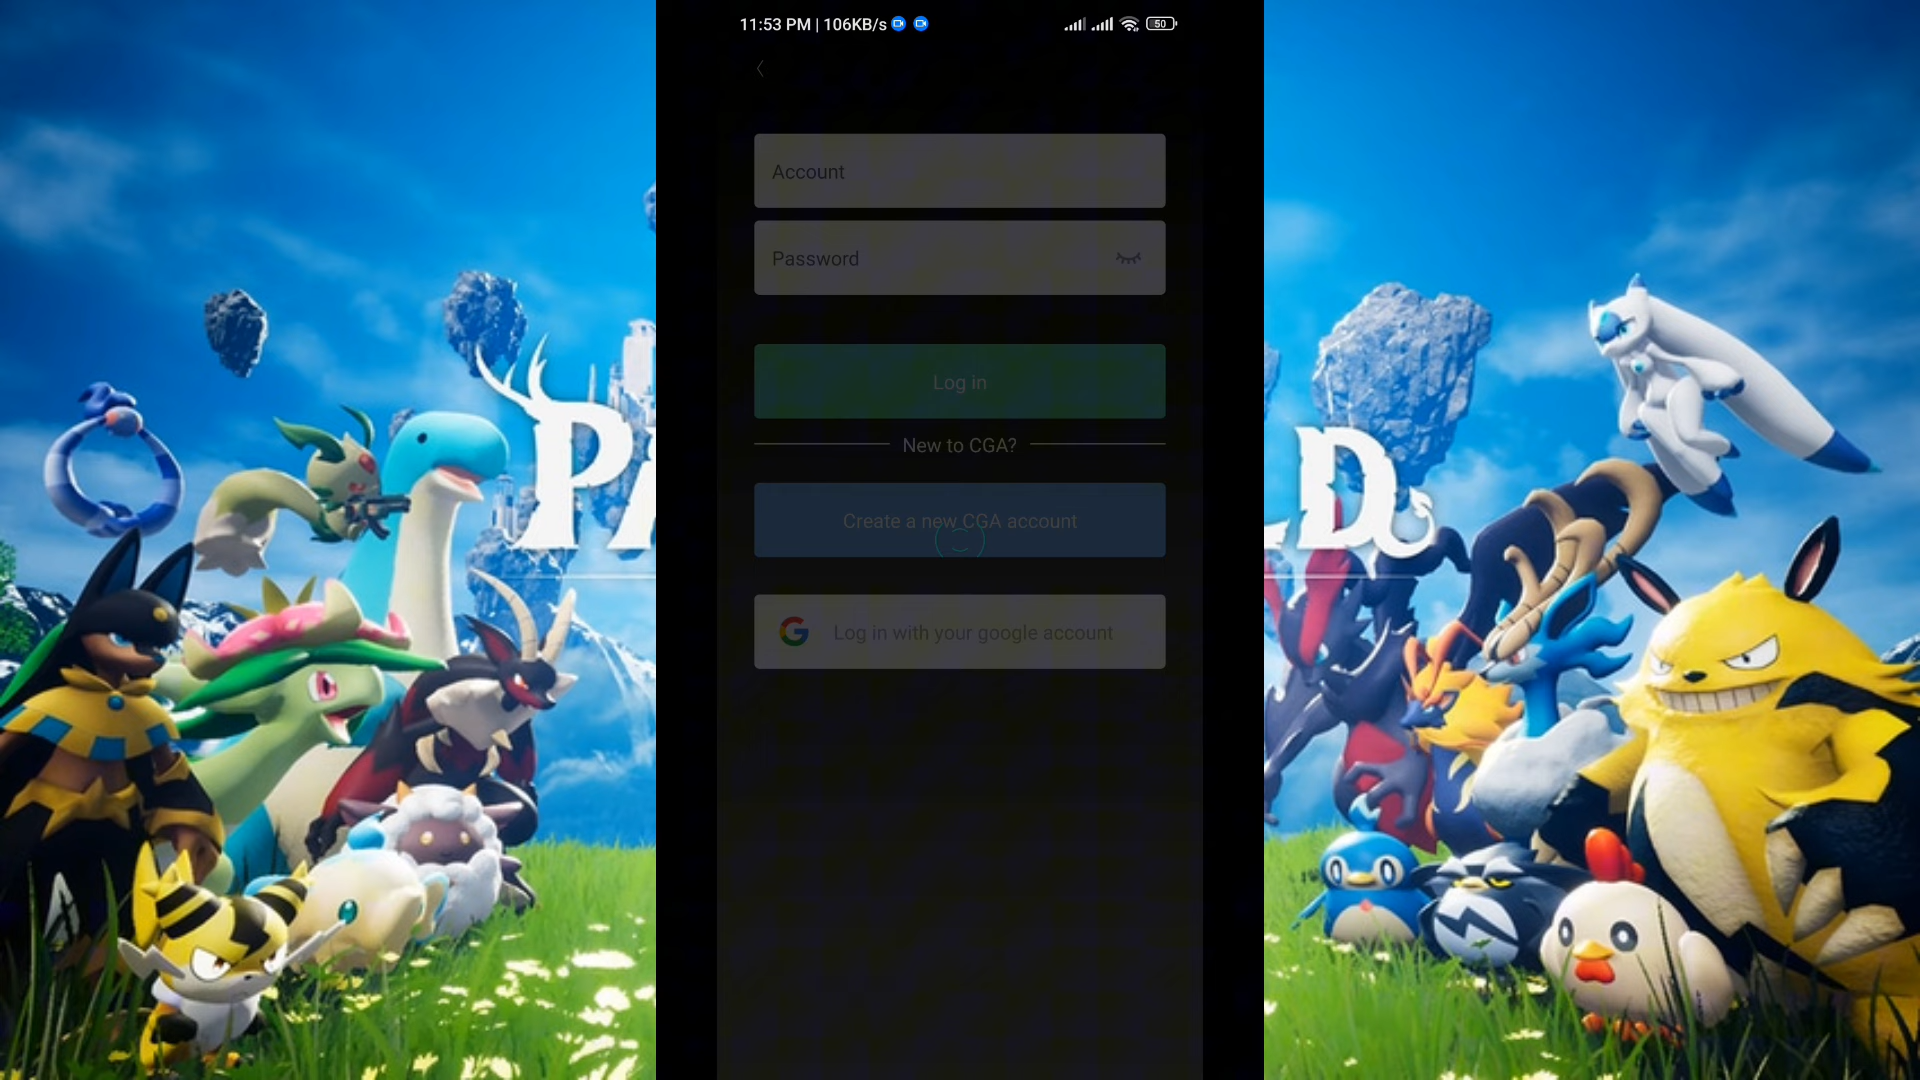 11:53 PM | 106KB/s
50
Account
Password
Log in
New to CGA?
Create a new CGA account
Log in with your google account